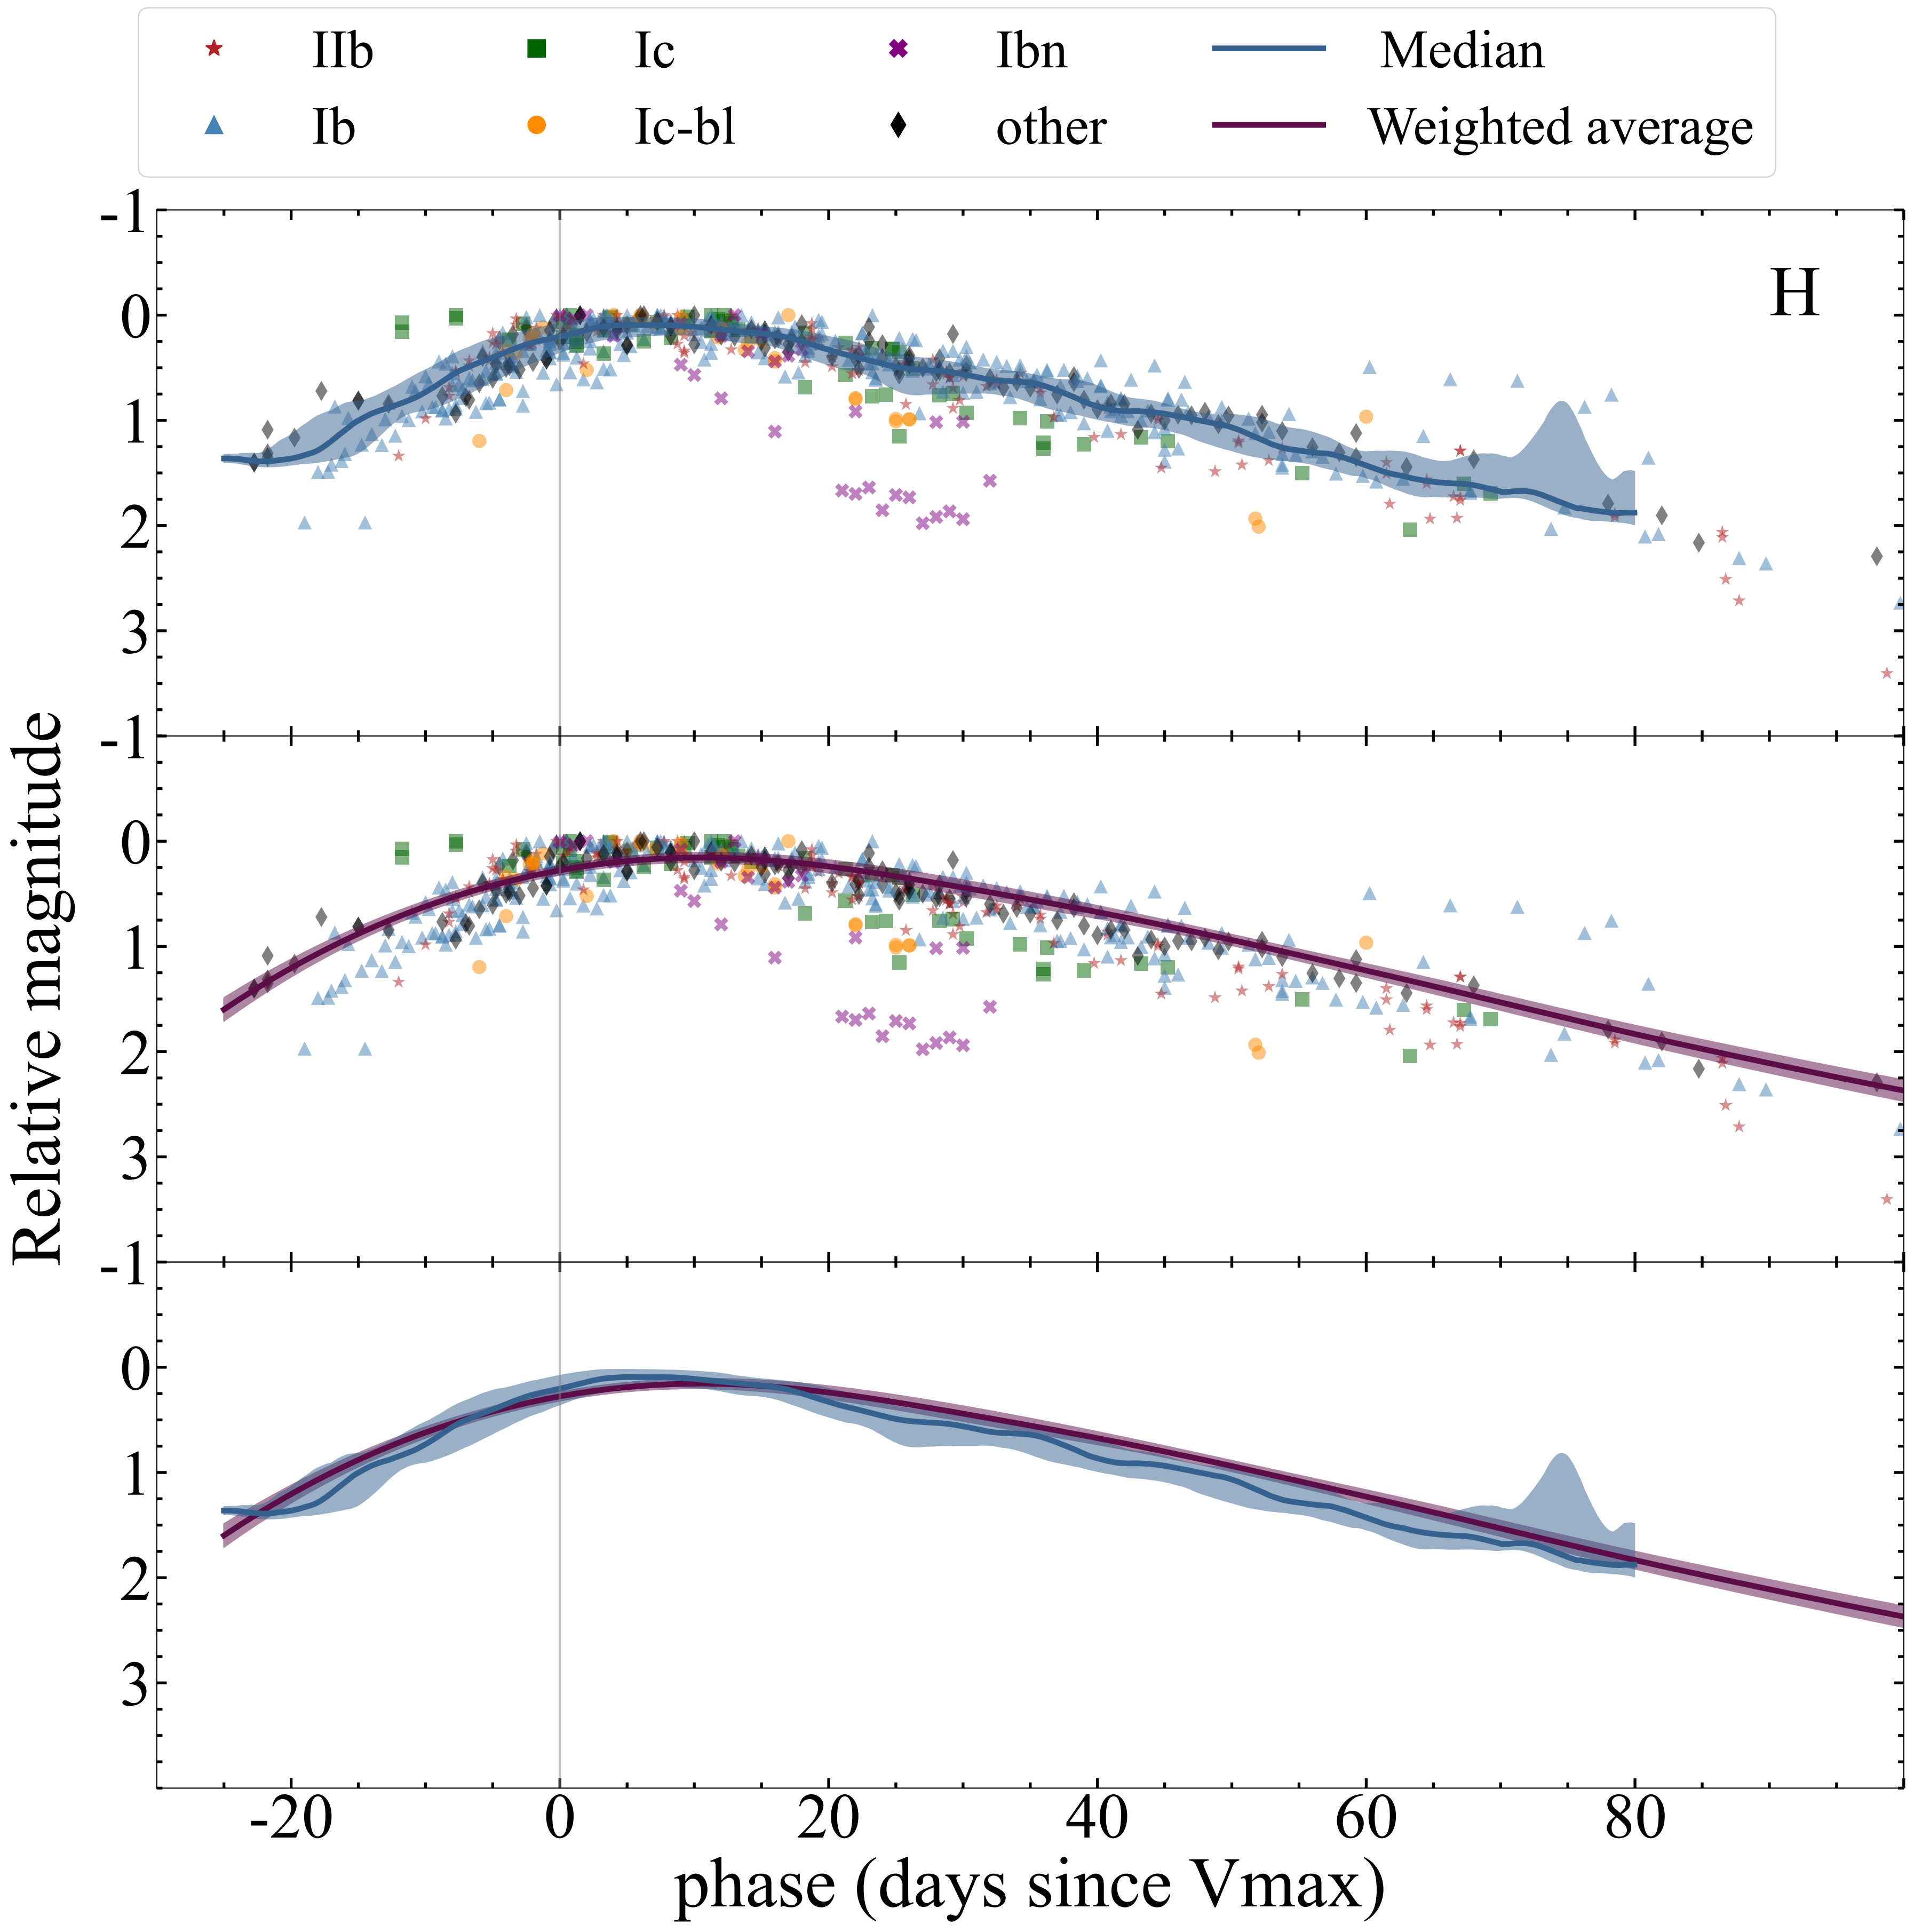 IIb Ic Ibn Median
Ib Ic-bl other Weighted average
-1
H
0
1
2
3
-1
0
1
2
3
-1
0
1
2
3
Relative magnitude
-20 0 20 40 60 80
phase (days since Vmax)